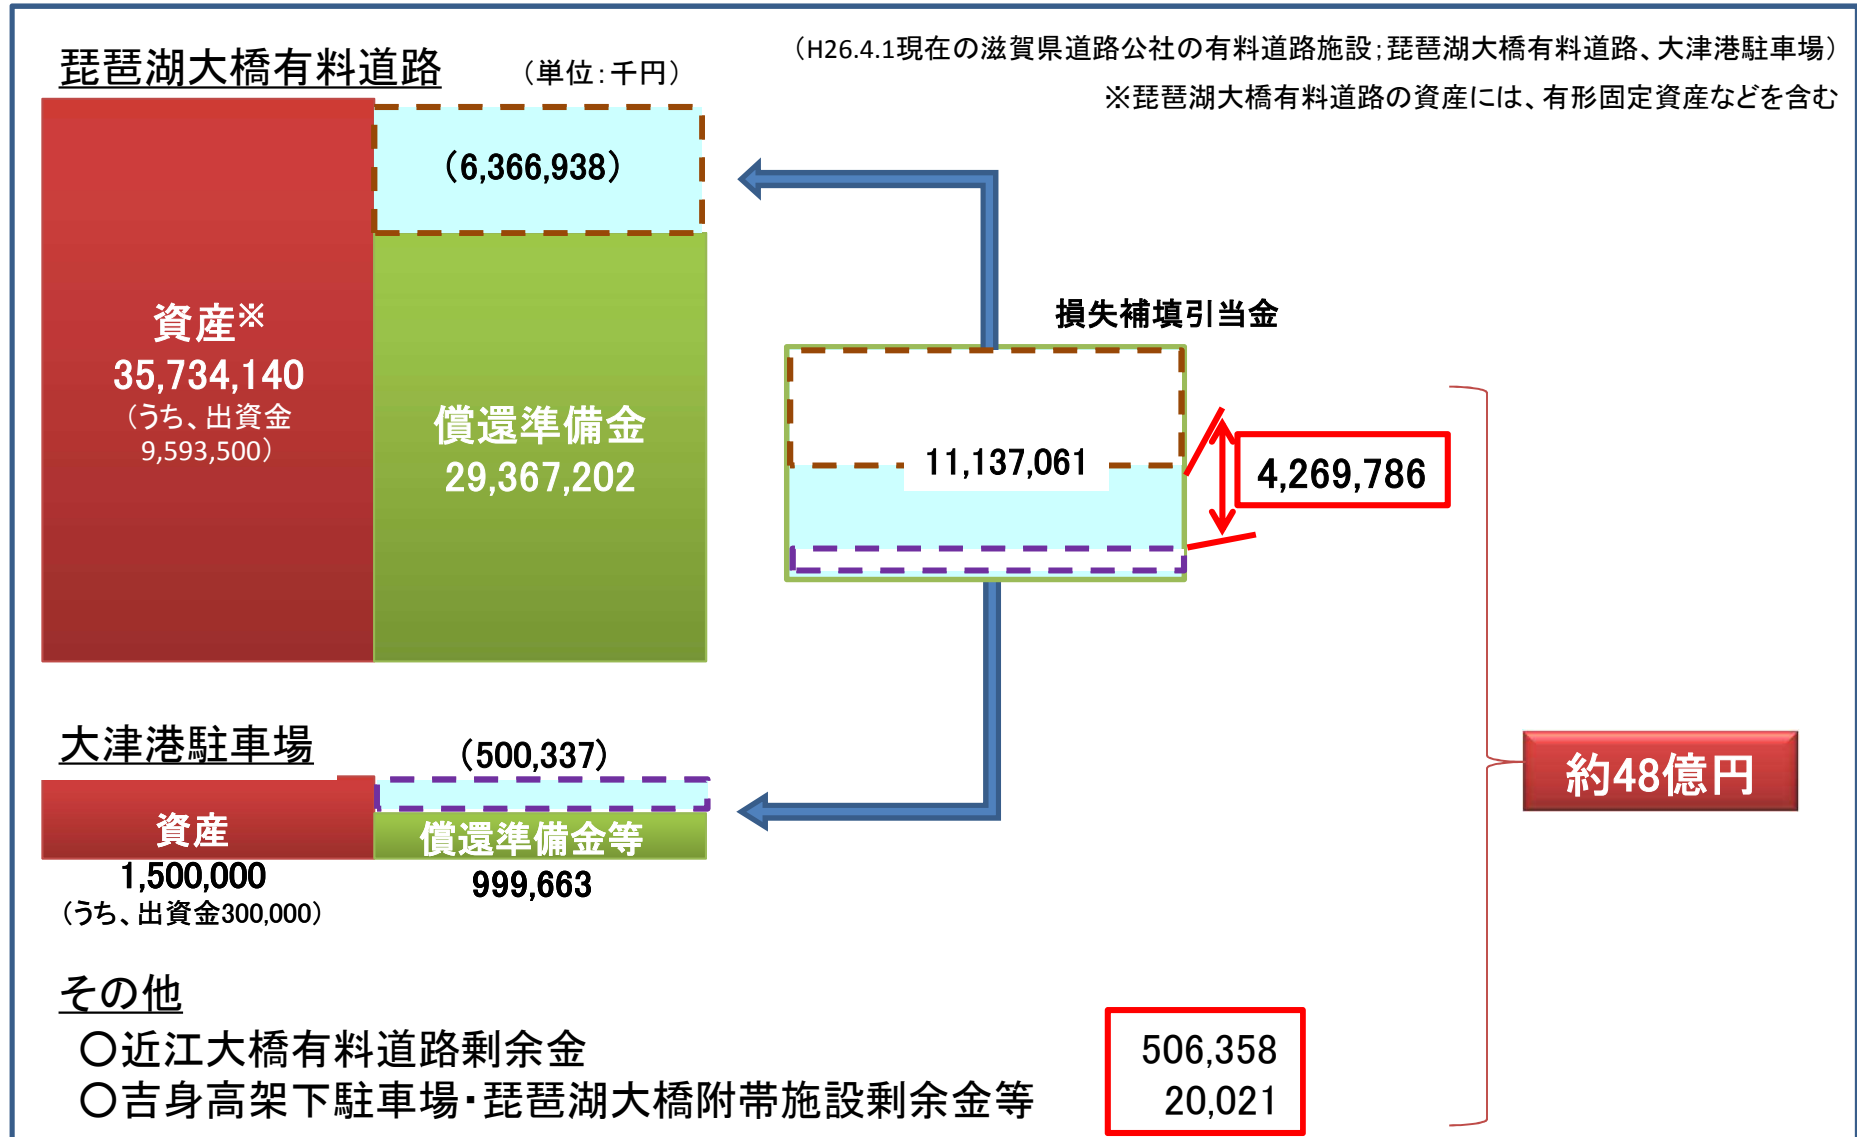 琵琶湖大橋有料道路
（単位：千円）
（H26.4.1現在の滋賀県道路公社の有料道路施設；琵琶湖大橋有料道路、大津港駐車場）
※琵琶湖大橋有料道路の資産には、有形固定資産などを含む
（6,366,938）
資産※
35,734,140
（うち、出資金
9,593,500）
償還準備金
29,367,202
損失補填引当金
11,137,061
4,269,786
大津港駐車場
（500,337）
資産
1,500,000
（うち、出資金300,000）
償還準備金等
999,663
約48億円
その他
○近江大橋有料道路剰余金
506,358
○吉身高架下駐車場・琵琶湖大橋附帯施設剰余金等
20,021